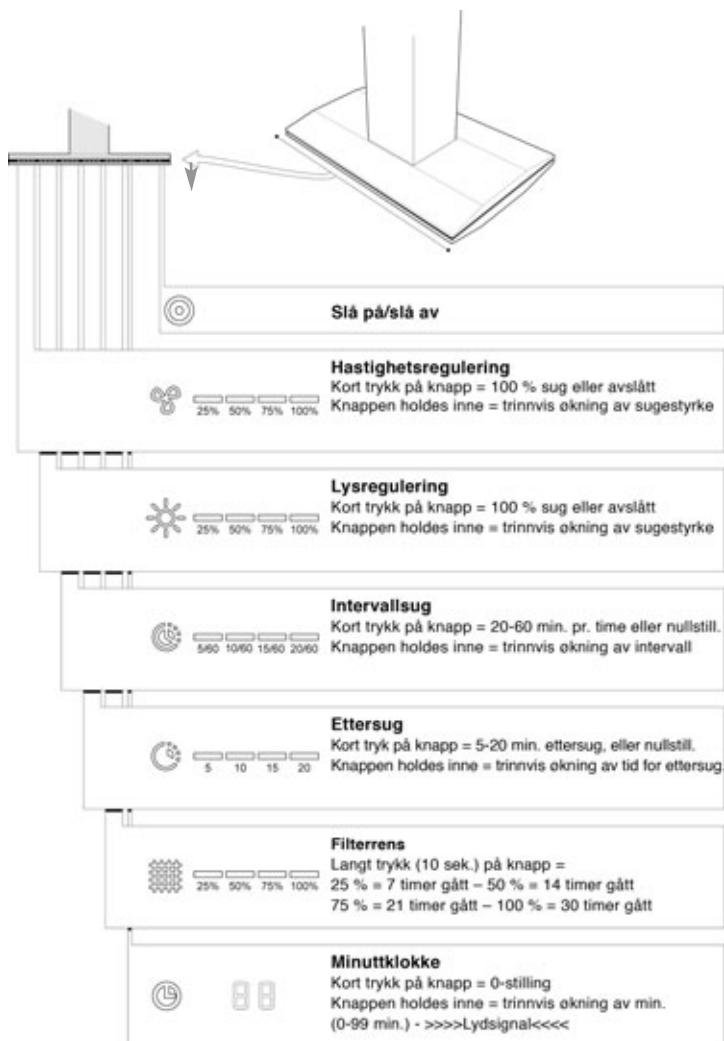 Slå på/slå av
Hastighetsregulering
Kort trykk på knapp = 100 % sug eller avslått
Knappen holdes inne = trinnvis økning av sugestyrke
25% 50% 75% 100%
Lysregulering
Kort trykk på knapp = 100 % sug eller avslått
Knappen holdes inne = trinnvis økning av sugestyrke
25% 50% 75% 100%
Intervallsug
Kort trykk på knapp = 20-60 min. pr. time eller nullstill.
Knappen holdes inne = trinnvis økning av intervall
5/60 10/60 15/60 20/60
Ettersug
Kort tryk på knapp = 5-20 min. ettersug, eller nullstill.
Knappen holdes inne = trinnvis økning av tid for ettersug.
5 10 15 20
Filterrens
Langt trykk (10 sek.) på knapp =
25 % = 7 timer gått – 50 % = 14 timer gått
75 % = 21 timer gått – 100 % = 30 timer gått
25% 50% 75% 100%
Minuttklokke
Kort trykk på knapp = 0-stilling
Knappen holdes inne = trinnvis økning av min.
(0-99 min.) - >>>>Lydsignal<<<<
88